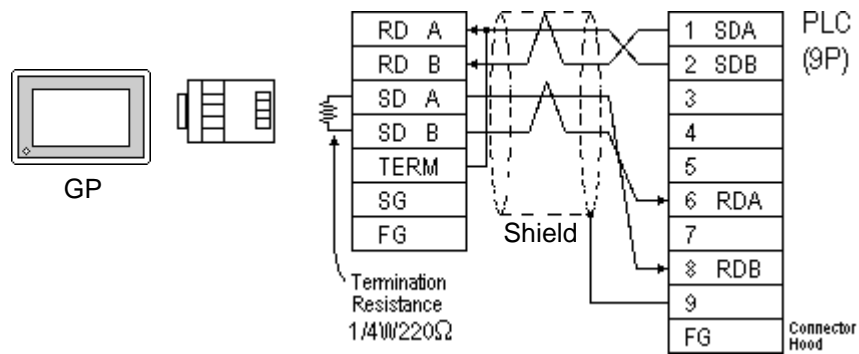 GP
RD A
RD B
SD A
SD B
TERM
SG
FG
Termination
Resistance
1/4W220Ω
Shield
1 SDA
2 SDB
3
4
5
6 RDA
7
8 RDB
9
FG
PLC
(9P)
Connector
Hood